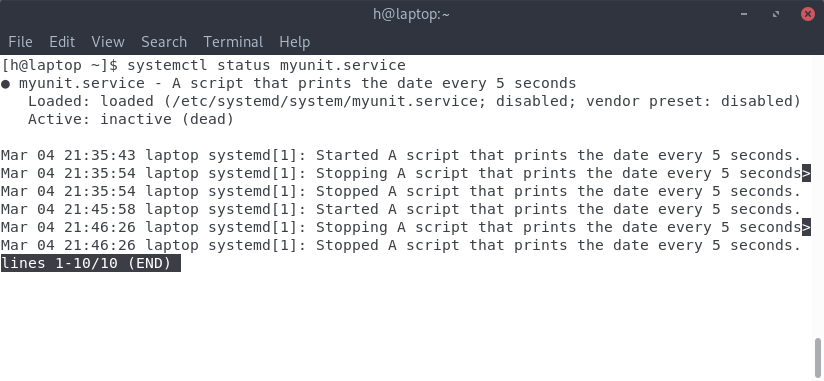 h@laptop:~
File Edit View Search Terminal Help
[h@laptop ~]$ systemctl status myunit.service
● myunit.service - A script that prints the date every 5 seconds
   Loaded: loaded (/etc/systemd/system/myunit.service; disabled; vendor preset: disabled)
   Active: inactive (dead)

Mar 04 21:35:43 laptop systemd[1]: Started A script that prints the date every 5 seconds.
Mar 04 21:35:54 laptop systemd[1]: Stopping A script that prints the date every 5 seconds>
Mar 04 21:35:54 laptop systemd[1]: Stopped A script that prints the date every 5 seconds.
Mar 04 21:45:58 laptop systemd[1]: Started A script that prints the date every 5 seconds.
Mar 04 21:46:26 laptop systemd[1]: Stopping A script that prints the date every 5 seconds>
Mar 04 21:46:26 laptop systemd[1]: Stopped A script that prints the date every 5 seconds.
lines 1-10/10 (END)